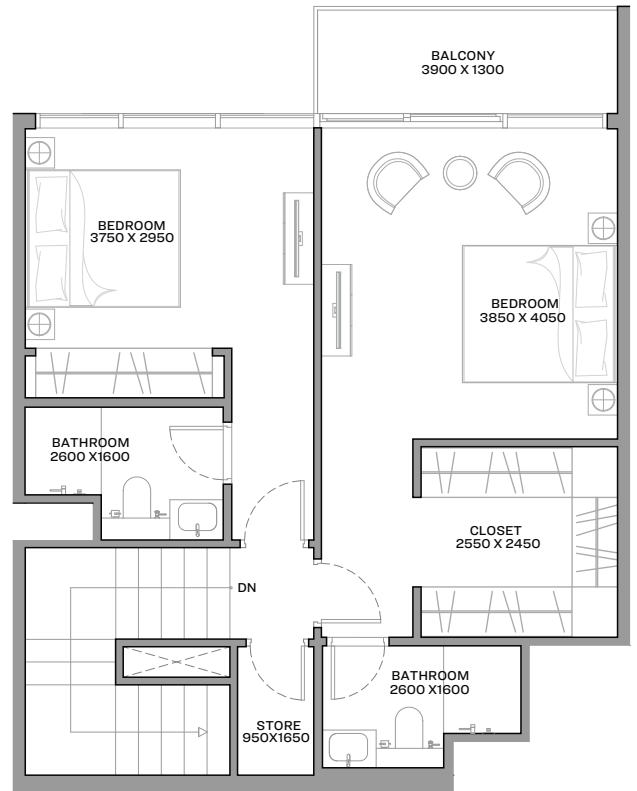 BALCONY
3900 X 1300
BEDROOM
3750 X 2950
BEDROOM
3850 X 4050
BATHROOM
2600 X1600
CLOSET
2550 X 2450
DN
BATHROOM
2600 X1600
STORE
950X1650